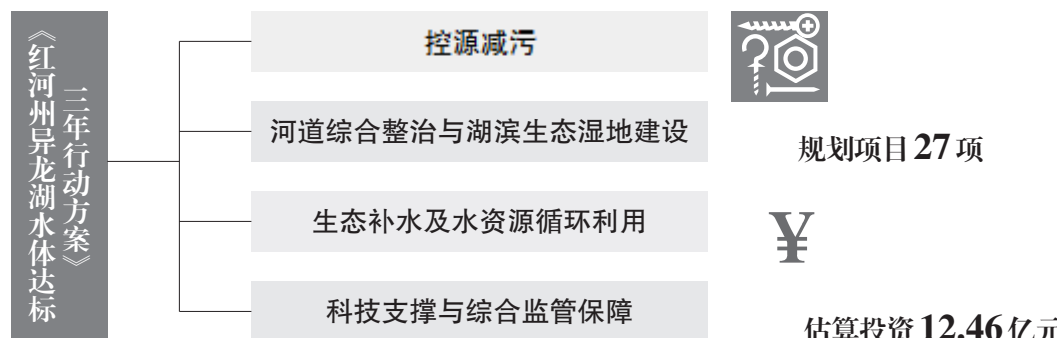 《红河州异龙湖水体达标
三年行动方案》
控源减污
河道综合整治与湖滨生态湿地建设
生态补水及水资源循环利用
科技支撑与综合监管保障
规划项目27项
¥
估算投资12.46亿元